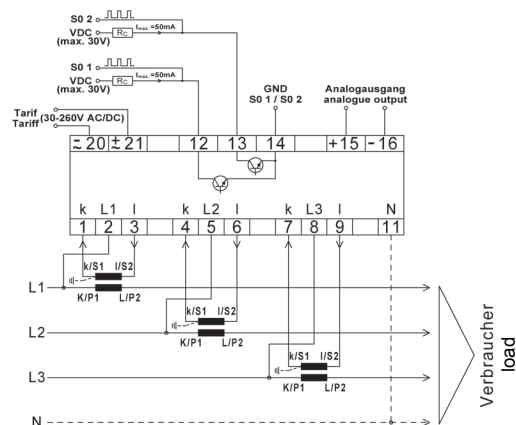 S0 2
VDC
(max. 30V)
RC
Imax. =50mA
S0 1
VDC
(max. 30V)
RC
Imax. =50mA
GND
S0 1 / S0 2
Analogausgang
analogue output
Tarif
Tariff
(30-260V AC/DC)
~ 20 ± 21 12 13 14 +15 -16
k L1 l k L2 l k L3 l N
1 2 3 4 5 6 7 8 9 11
k/S1 l/S2
L1
K/P1 L/P2
k/S1 l/S2
L2
K/P1 L/P2
k/S1 l/S2
L3
K/P1 L/P2
N
Verbraucher
load